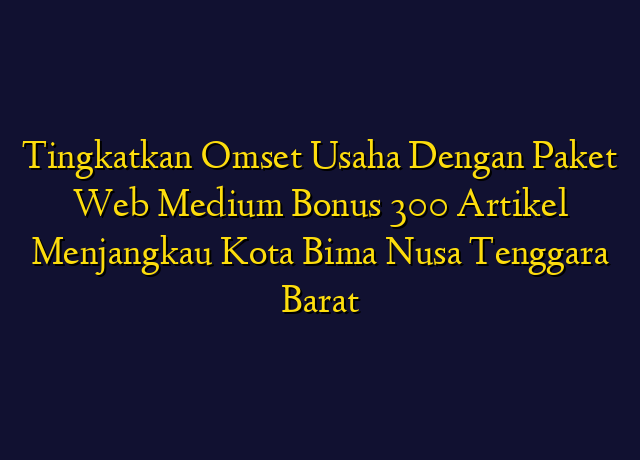 Tingkatkan Omset Usaha Dengan Paket
Web Medium Bonus 300 Artikel
Menjangkau Kota Bima Nusa Tenggara
Barat